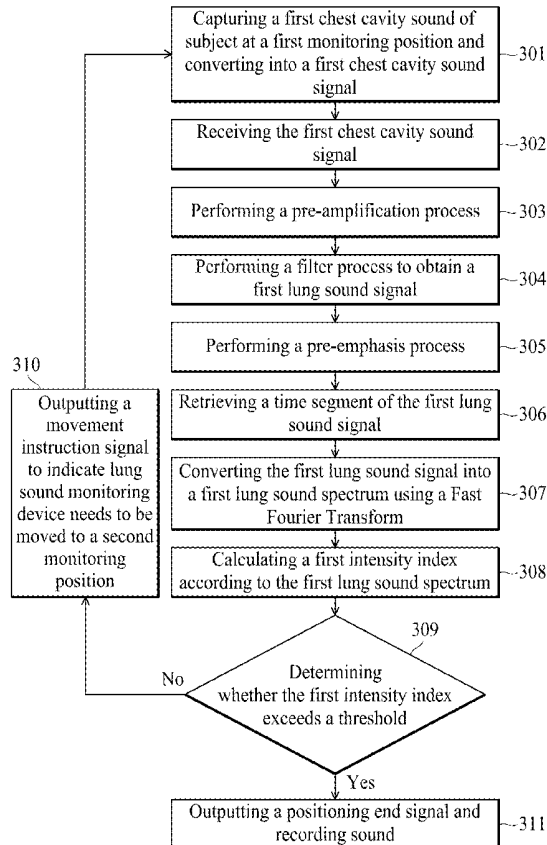 Capturing a first chest cavity sound of
subject at a first monitoring position and
converting into a first chest cavity sound
signal
301
Receiving the first chest cavity sound
signal
302
Performing a pre-amplification process
303
Performing a filter process to obtain a
first lung sound signal
304
Performing a pre-emphasis process
305
310
Outputting a
movement
instruction signal
to indicate lung
sound monitoring
device needs to be
moved to a second
monitoring
position
Retrieving a time segment of the first lung
sound signal
306
Converting the first lung sound signal into
a first lung sound spectrum using a Fast
Fourier Transform
307
Calculating a first intensity index
according to the first lung sound spectrum
308
309
Determining
whether the first intensity index
exceeds a threshold
No
Yes
Outputting a positioning end signal and
recording sound
311